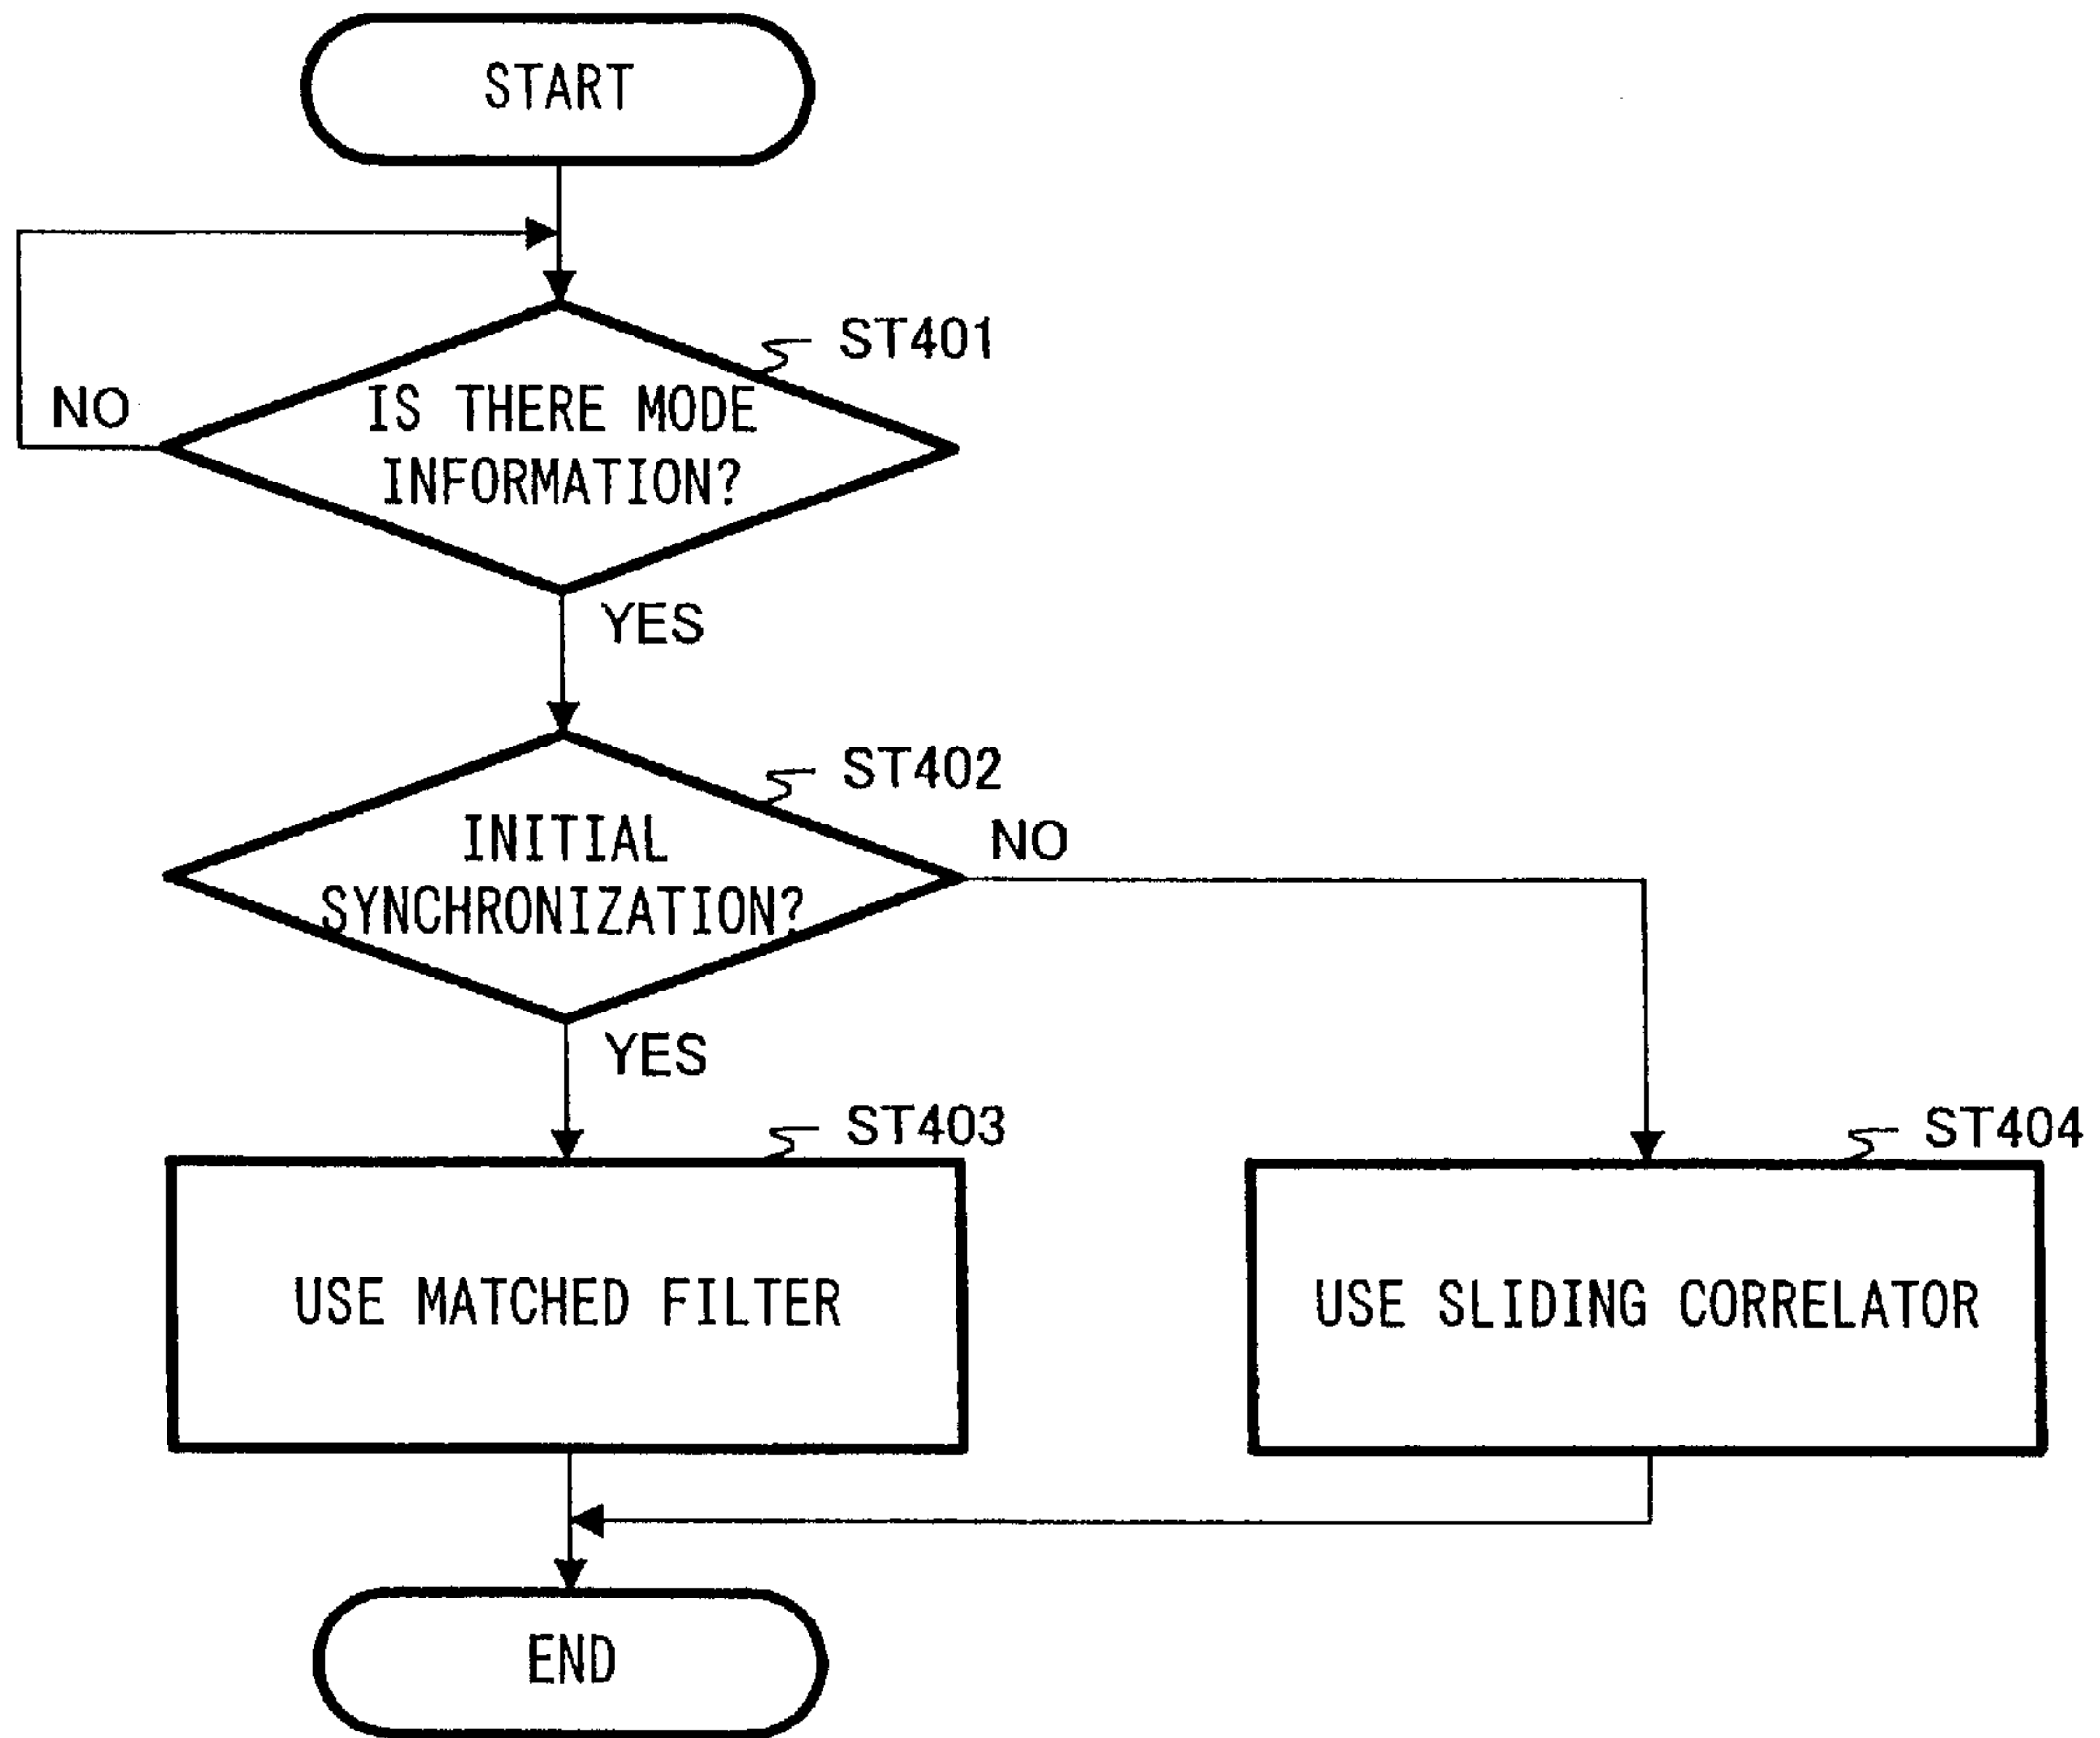 START
ST401
NO
IS THERE MODE
INFORMATION?
YES
ST402
INITIAL
NO
SYNCHRONIZATION?
YES
ST403
ST404
USE MATCHED FILTER
USE SLIDING CORRELATOR
END